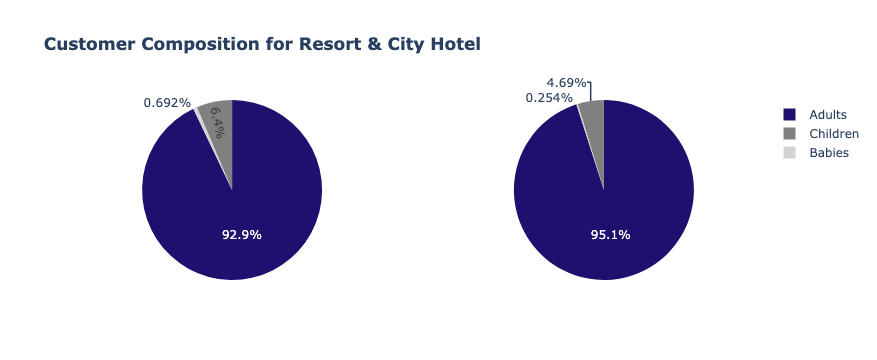 Customer Composition for Resort & City Hotel
0.692%
6.4%
92.9%
4.69%
0.254%
95.1%
Adults
Children
Babies